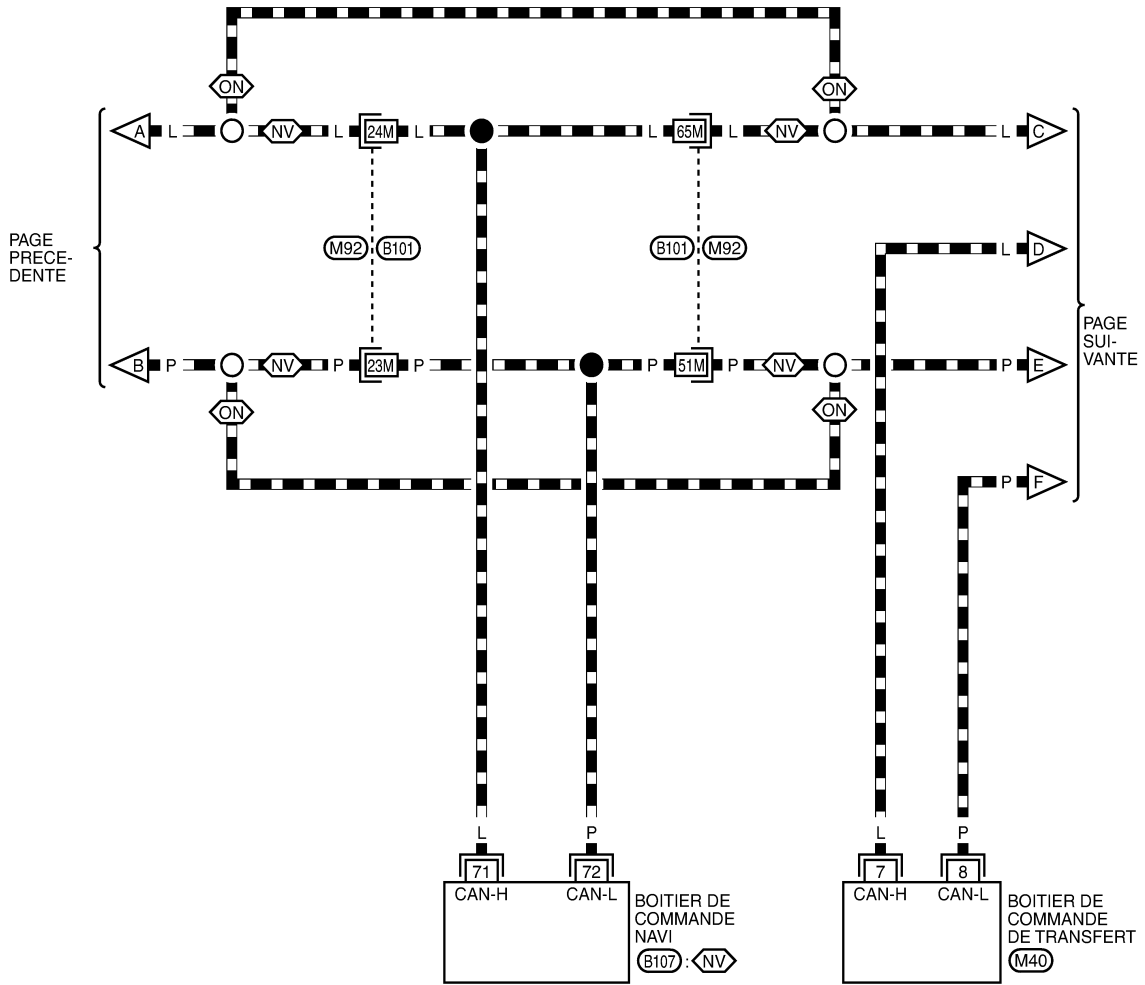 ON ON
A L NV L 24M L L 65M L NV L C
PAGE
PRECE-
DENTE
M92 B101 B101 M92 L D
PAGE
SUI-
VANTE
B P NV P 23M P P 51M P NV P E
ON ON
P F
L P L P
71 72 7 8
CAN-H CAN-L CAN-H CAN-L
BOITIER DE
COMMANDE
NAVI
B107 : NV
BOITIER DE
COMMANDE
DE TRANSFERT
M40